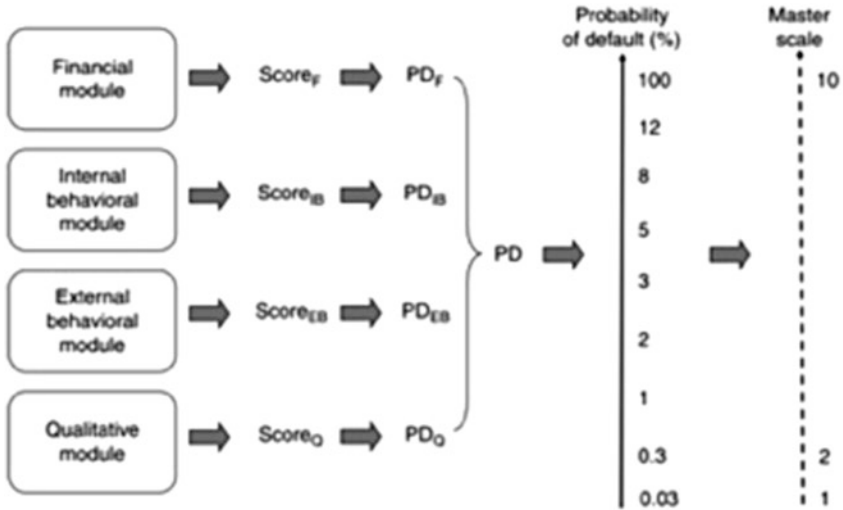 Probability
of default (%)
Master
scale
Financial
module
Score_F
PD_F
Internal
behavioral
module
Score_IB
PD_IB
External
behavioral
module
Score_EB
PD_EB
Qualitative
module
Score_Q
PD_Q
PD
100
12
8
5
3
2
1
0.3
0.03
10
2
1